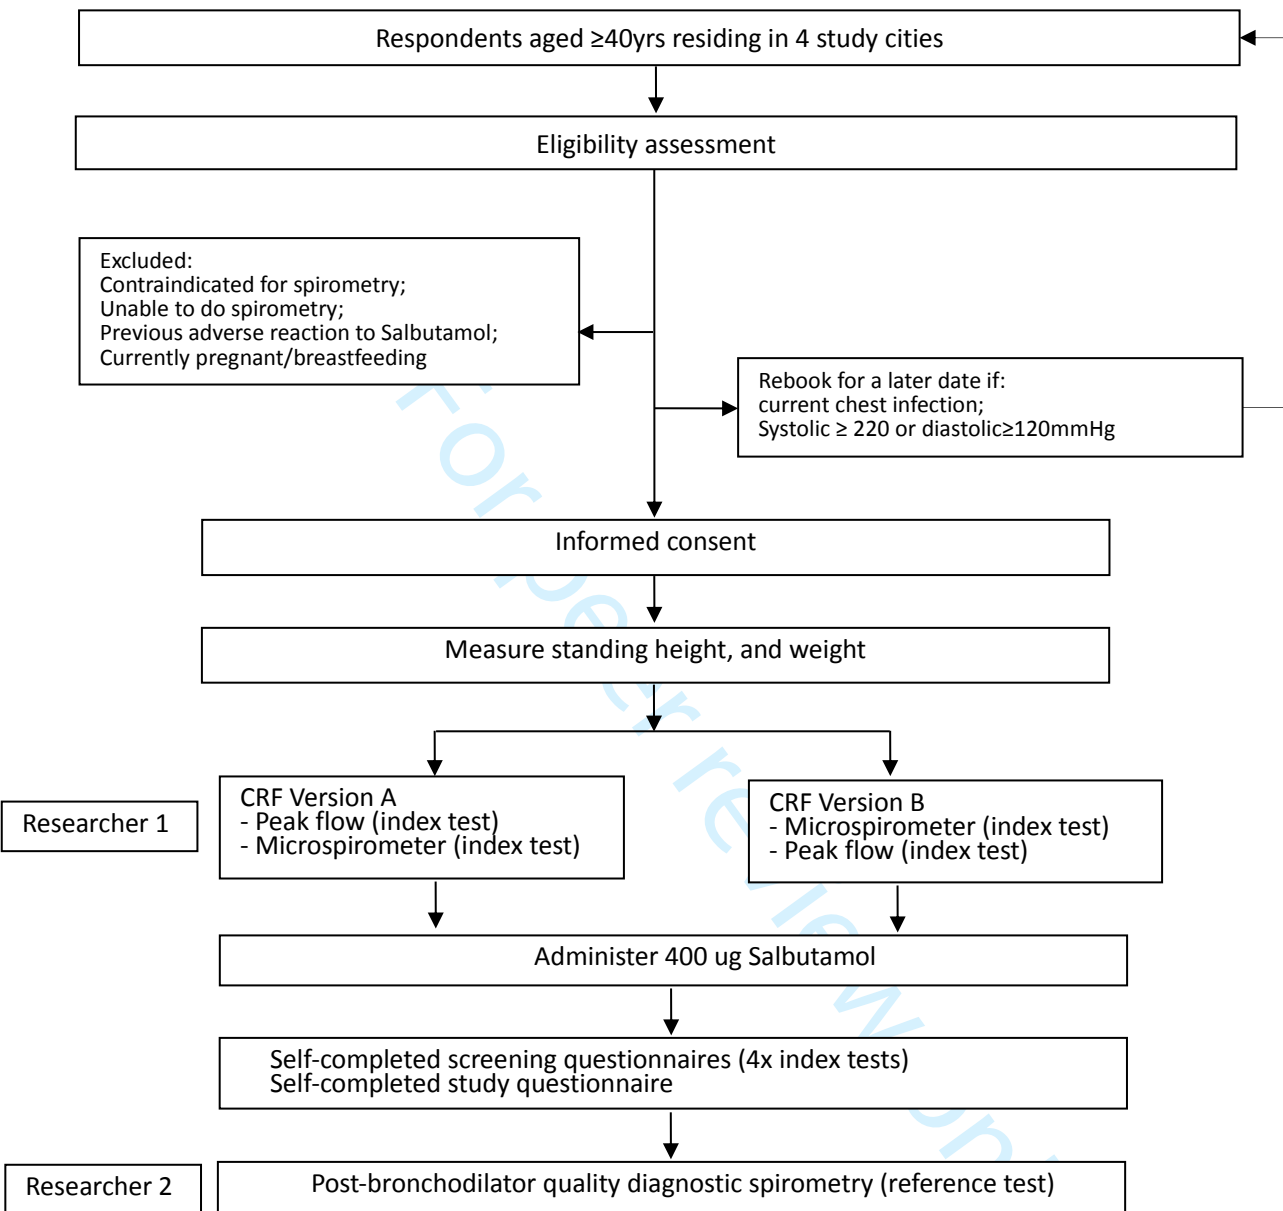 Respondents aged ≥40yrs residing in 4 study cities
Eligibility assessment
Excluded:
Contraindicated for spirometry;
Unable to do spirometry;
Previous adverse reaction to Salbutamol;
Currently pregnant/breastfeeding
Rebook for a later date if:
current chest infection;
Systolic ≥ 220 or diastolic≥120mmHg
Informed consent
Measure standing height, and weight
Researcher 1
CRF Version A
- Peak flow (index test)
- Microspirometer (index test)
CRF Version B
- Microspirometer (index test)
- Peak flow (index test)
Administer 400 ug Salbutamol
Self-completed screening questionnaires (4x index tests)
Self-completed study questionnaire
Researcher 2
Post-bronchodilator quality diagnostic spirometry (reference test)
For peer review